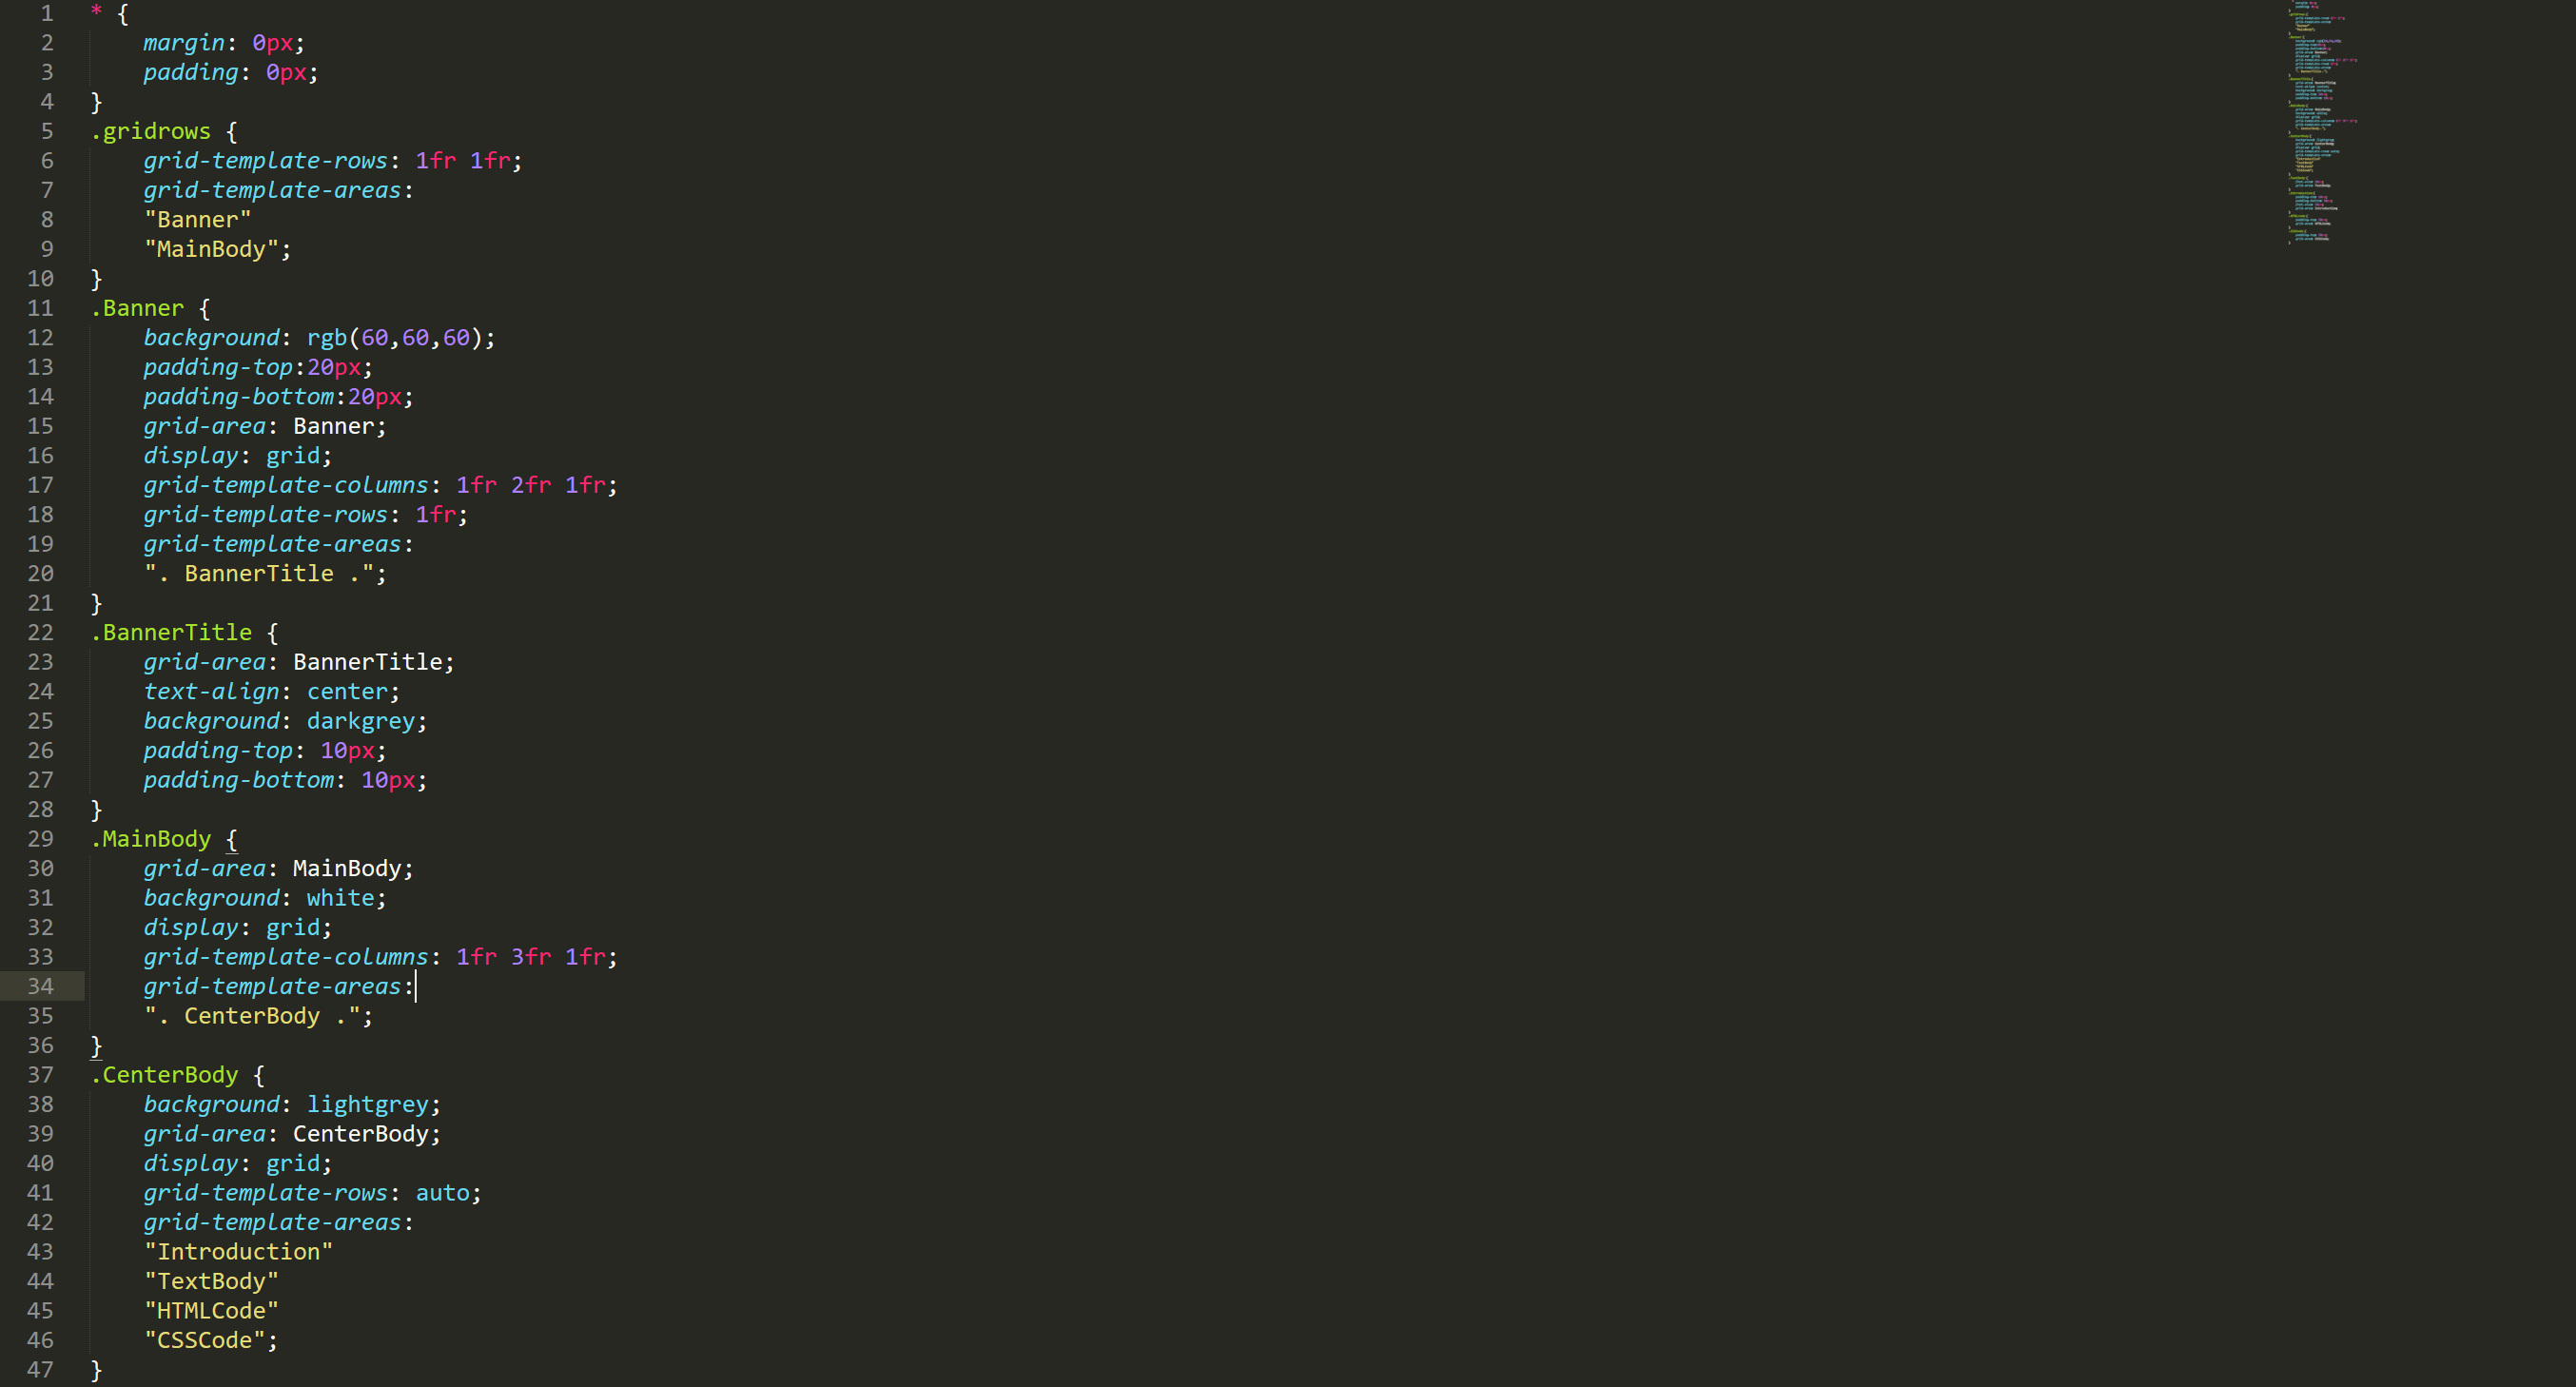 1 * {
2 margin: 0px;
3 padding: 0px;
4 }
5 .gridrows {
6 grid-template-rows: 1fr 1fr;
7 grid-template-areas:
8 "Banner"
9 "MainBody";
10 }
11 .Banner {
12 background: rgb(60,60,60);
13 padding-top:20px;
14 padding-bottom:20px;
15 grid-area: Banner;
16 display: grid;
17 grid-template-columns: 1fr 2fr 1fr;
18 grid-template-rows: 1fr;
19 grid-template-areas:
20 ". BannerTitle .";
21 }
22 .BannerTitle {
23 grid-area: BannerTitle;
24 text-align: center;
25 background: darkgrey;
26 padding-top: 10px;
27 padding-bottom: 10px;
28 }
29 .MainBody {
30 grid-area: MainBody;
31 background: white;
32 display: grid;
33 grid-template-columns: 1fr 3fr 1fr;
34 grid-template-areas:
35 ". CenterBody .";
36 }
37 .CenterBody {
38 background: lightgrey;
39 grid-area: CenterBody;
40 display: grid;
41 grid-template-rows: auto;
42 grid-template-areas:
43 "Introduction"
44 "TextBody"
45 "HTMLCode"
46 "CSSCode";
47 }